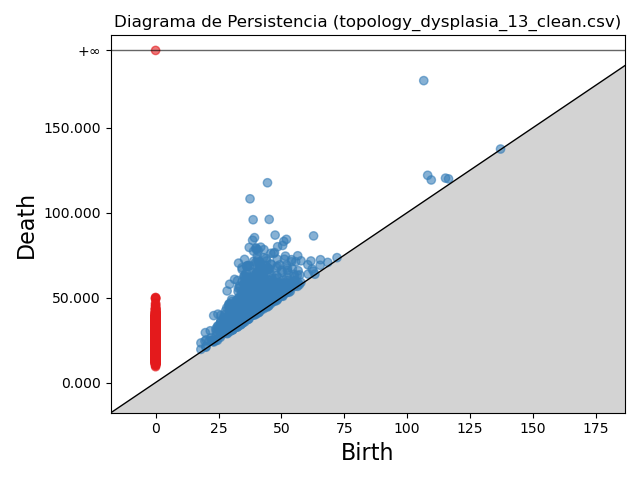 Diagrama de Persistencia (topology_dysplasia_13_clean.csv)
+∞
150.000
100.000
50.000
0.000
Death
0 25 50 75 100 125 150 175
Birth